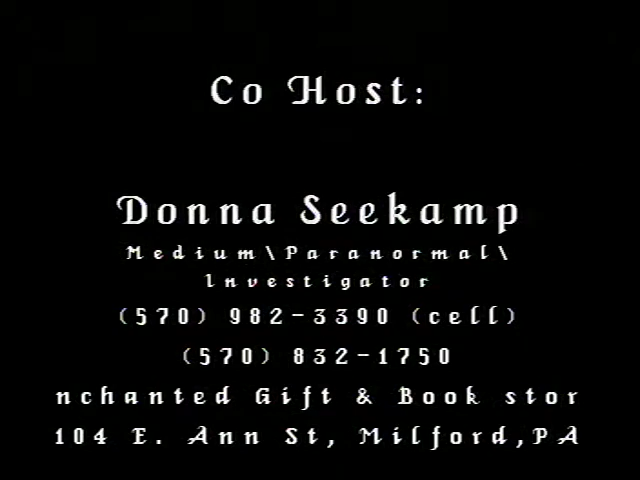 Co Host:
Donna Seekamp
Medium\Paranormal\
Investigator
(570) 982-3390 (cell)
(570) 832-1750
nchanted Gift & Book stor
104 E. Ann St, Milford,PA